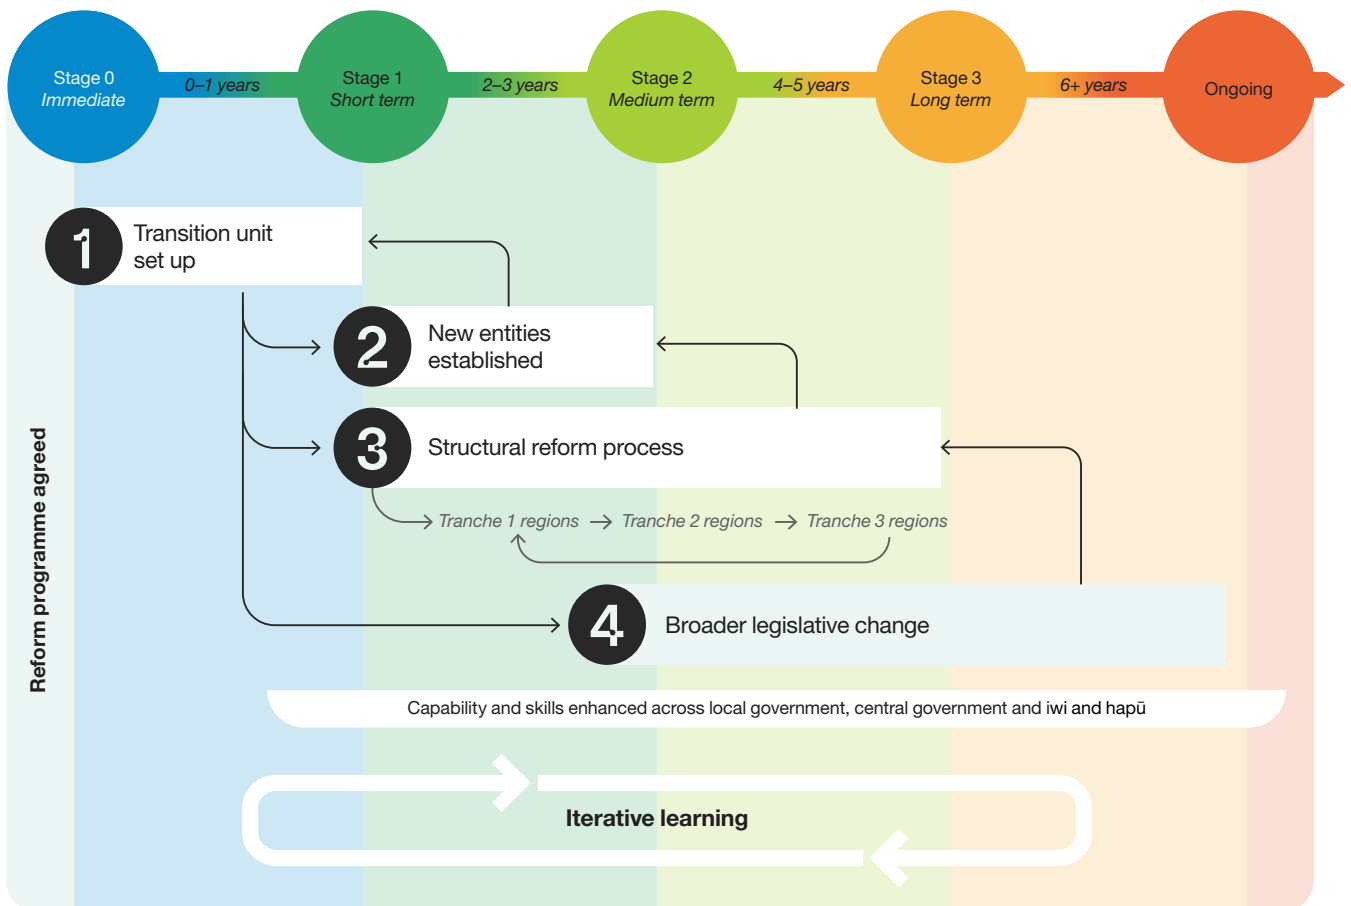 Stage 0
Immediate
0–1 years
Stage 1
Short term
2–3 years
Stage 2
Medium term
4–5 years
Stage 3
Long term
6+ years
Ongoing
Reform programme agreed
1
Transition unit
set up
2
New entities
established
3
Structural reform process
Tranche 1 regions
Tranche 2 regions
Tranche 3 regions
4
Broader legislative change
Capability and skills enhanced across local government, central government and iwi and hapū
Iterative learning